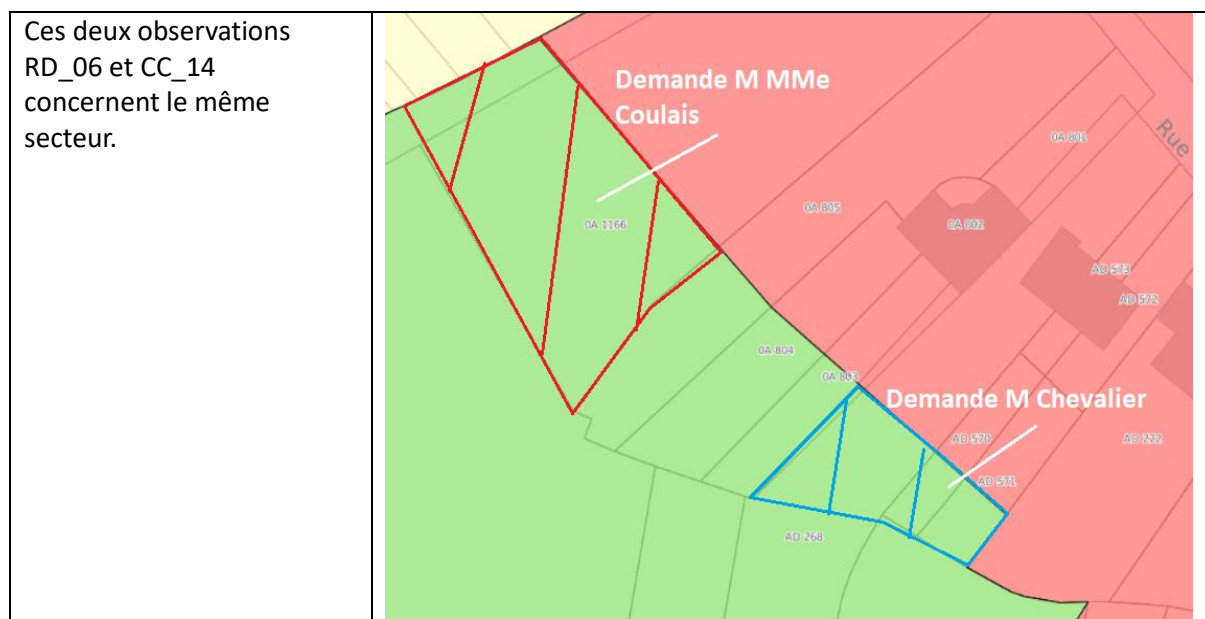 Ces deux observations
RD_06 et CC_14
concernent le même
secteur.
Demande M MMe
Coulais
Rue
0A 801
0A 805
0A 802
0A 1166
AD 573
AD 572
0A 804
0A 803
Demande M Chevalier
AD 570
AD 272
AD 571
AD 268